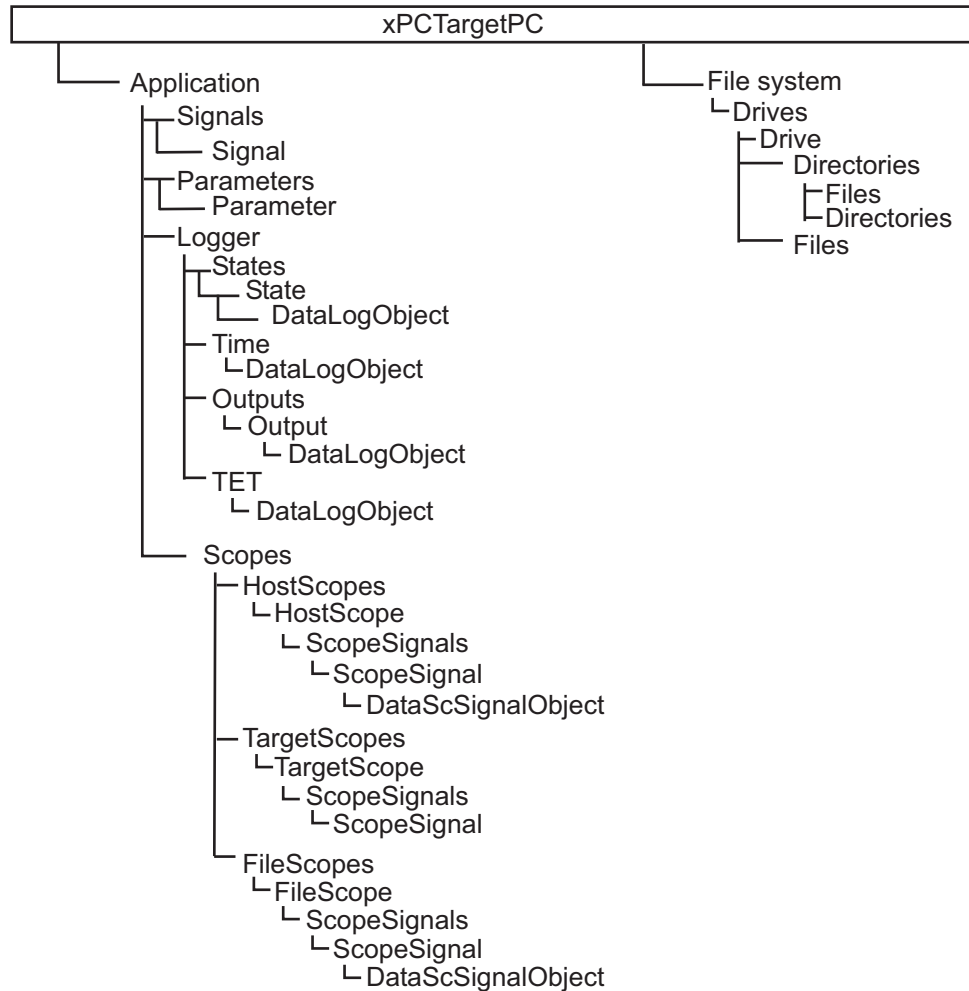 xPCTargetPC
Application
Signals
Signal
Parameters
Parameter
Logger
States
State
DataLogObject
Time
DataLogObject
Outputs
Output
DataLogObject
TET
DataLogObject
Scopes
HostScopes
HostScope
ScopeSignals
ScopeSignal
DataScSignalObject
TargetScopes
TargetScope
ScopeSignals
ScopeSignal
FileScopes
FileScope
ScopeSignals
ScopeSignal
DataScSignalObject
File system
Drives
Drive
Directories
Files
Directories
Files